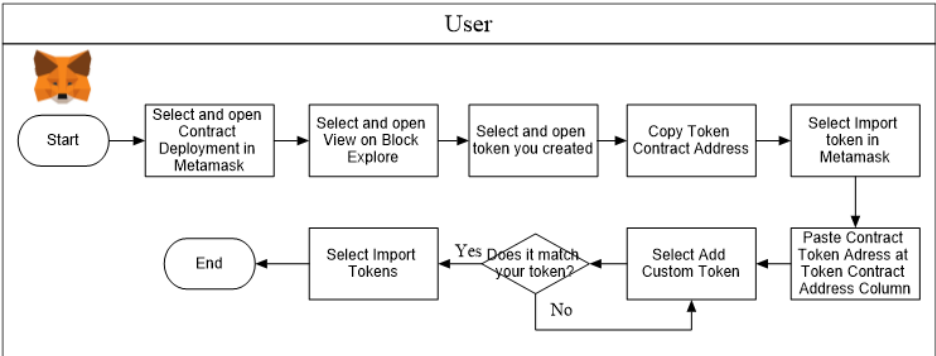 User
Start
Select and open
Contract
Deployment in
Metamask
Select and open
View on Block
Explore
Select and open
token you created
Copy Token
Contract Address
Select Import
token in
Metamask
Paste Contract
Token Adress at
Token Contract
Address Column
Select Add
Custom Token
Does it match
your token?
Yes
No
Select Import
Tokens
End